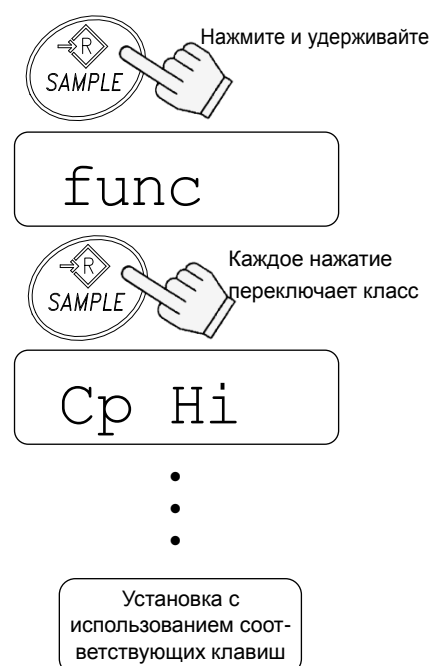 R
SAMPLE
Нажмите и удерживайте
func
R
SAMPLE
Каждое нажатие
переключает класс
Cp Hi
Установка с
использованием соот-
ветствующих клавиш